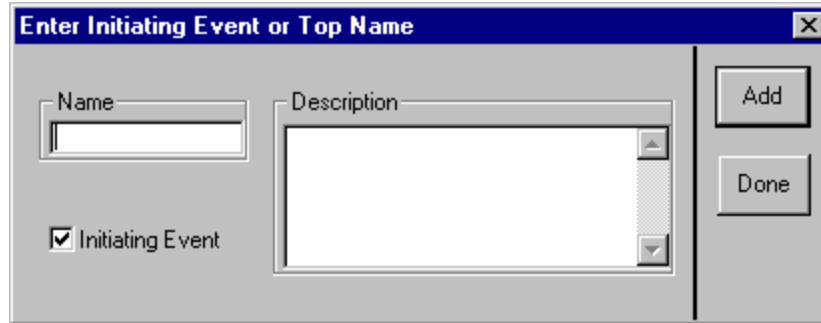 Enter Initiating Event or Top Name
Name
Description
Add
Done
Initiating Event